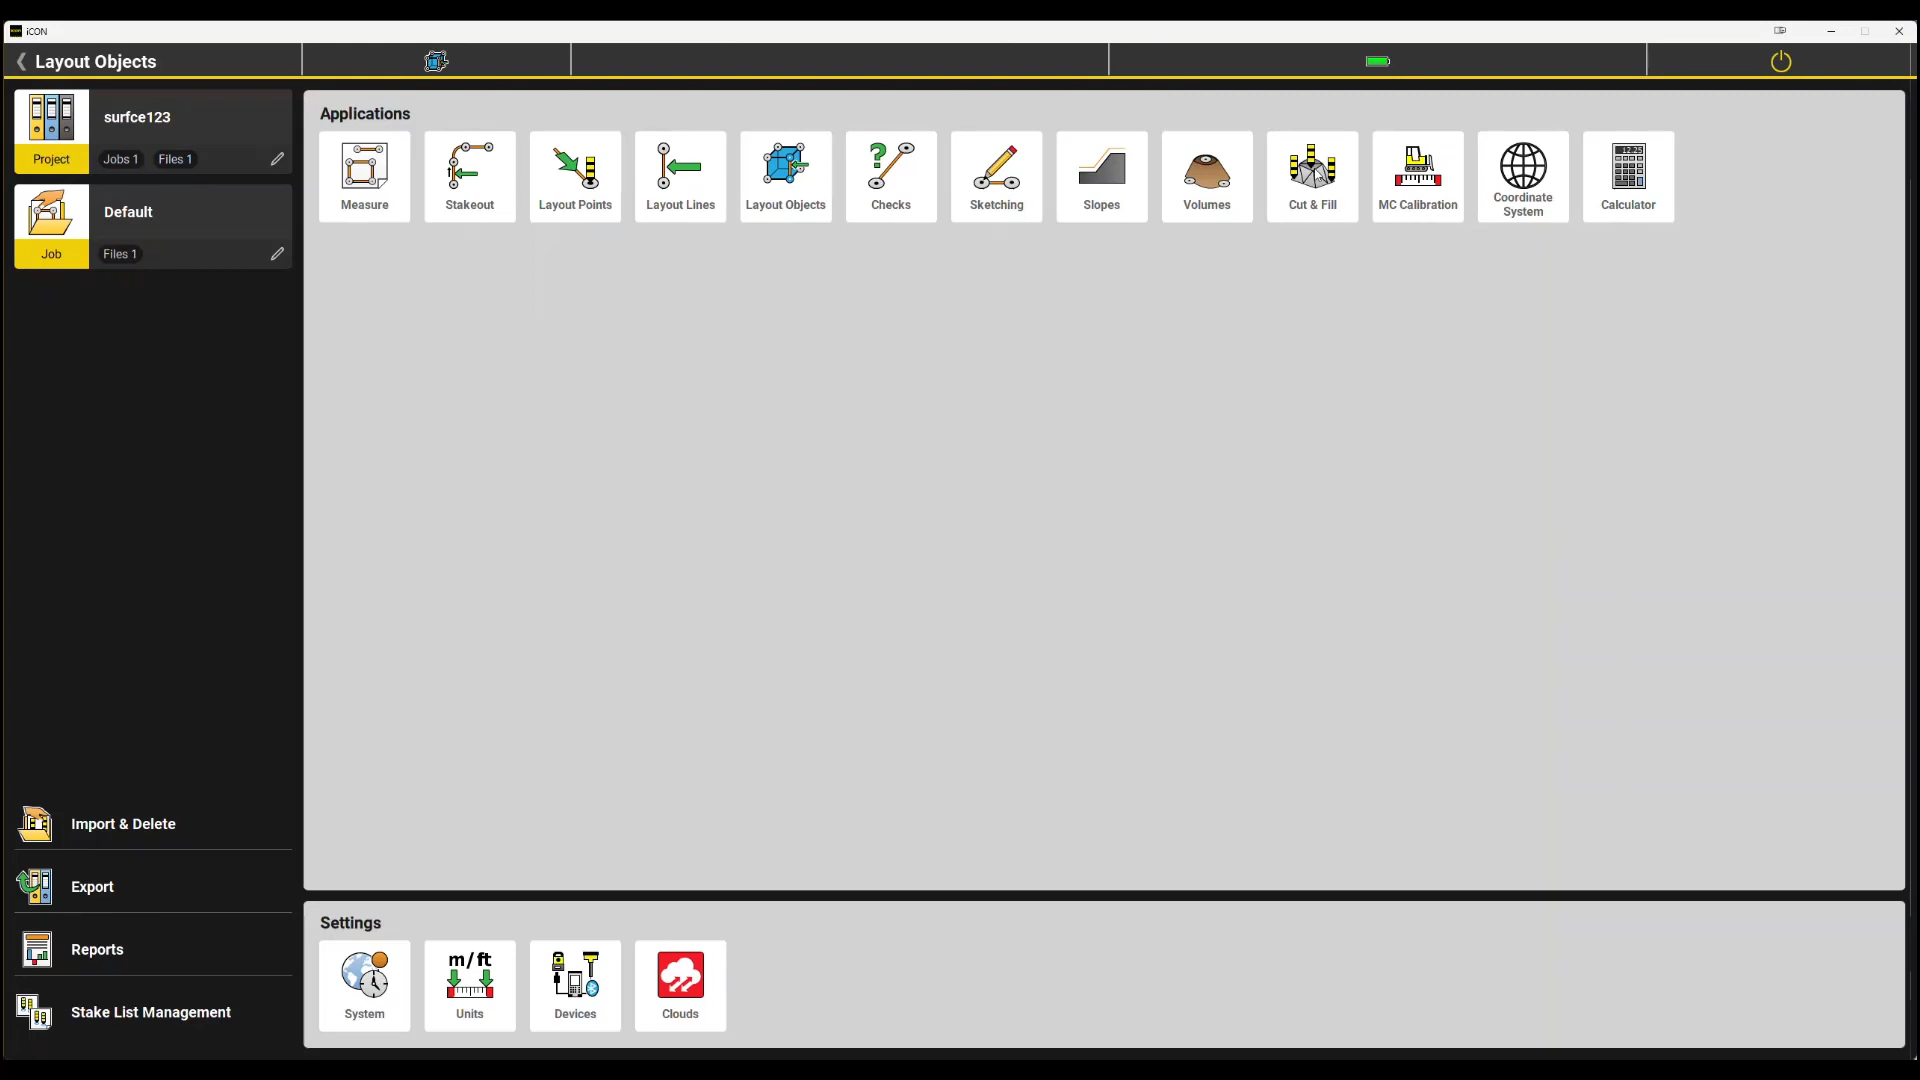 iCON
Layout Objects
surfce123
Project
Jobs 1
Files 1
Default
Job
Files 1
Import & Delete
Export
Reports
Stake List Management
Applications
Measure
Stakeout
Layout Points
Layout Lines
Layout Objects
?
Checks
Sketching
Slopes
Volumes
Cut & Fill
MC Calibration
Coordinate
System
12.25
Calculator
Settings
System
m/ft
Units
Devices
Clouds